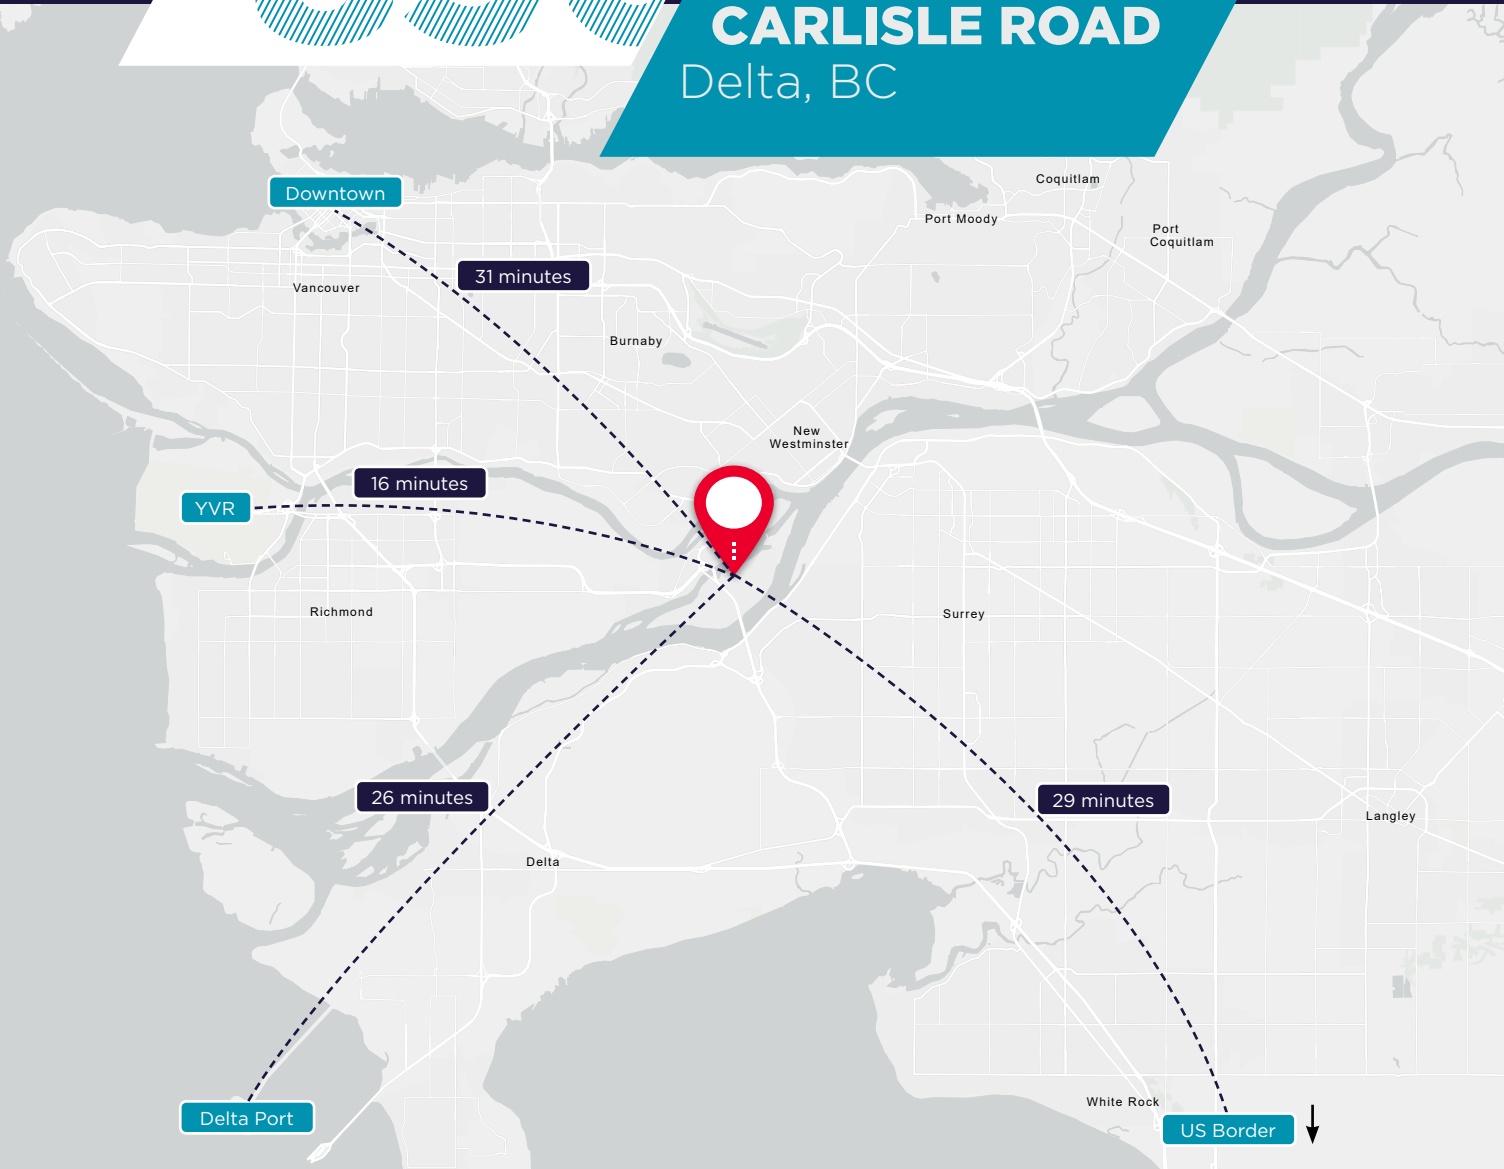 CARLISLE ROAD
Delta, BC
Coquitlam
Downtown
Port Moody
Port
Coquitlam
31 minutes
Vancouver
Burnaby
New
Westminster
16 minutes
YVR
Richmond
Surrey
26 minutes
29 minutes
Langley
Delta
White Rock
Delta Port
US Border